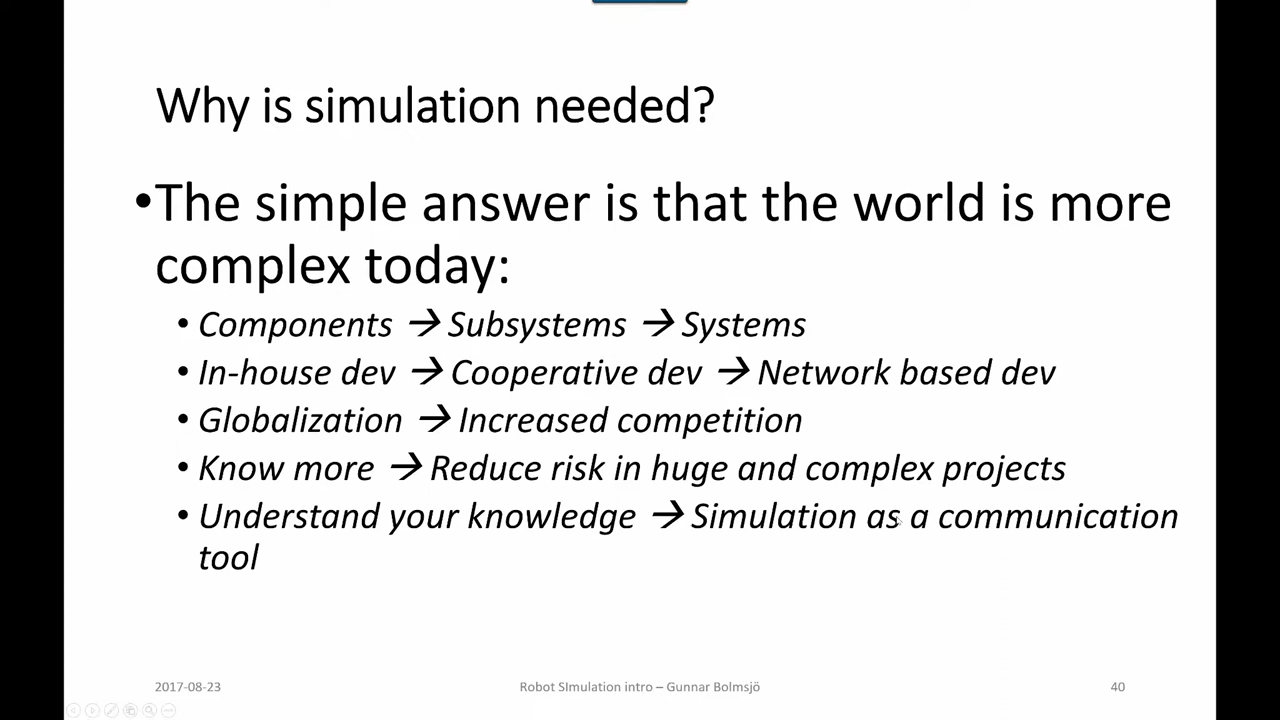 Why is simulation needed?
•The simple answer is that the world is more
complex today:
• Components → Subsystems → Systems
• In-house dev → Cooperative dev → Network based dev
• Globalization → Increased competition
• Know more → Reduce risk in huge and complex projects
• Understand your knowledge → Simulation as a communication
tool
2017-08-23
Robot SImulation intro – Gunnar Bolmsjö
40